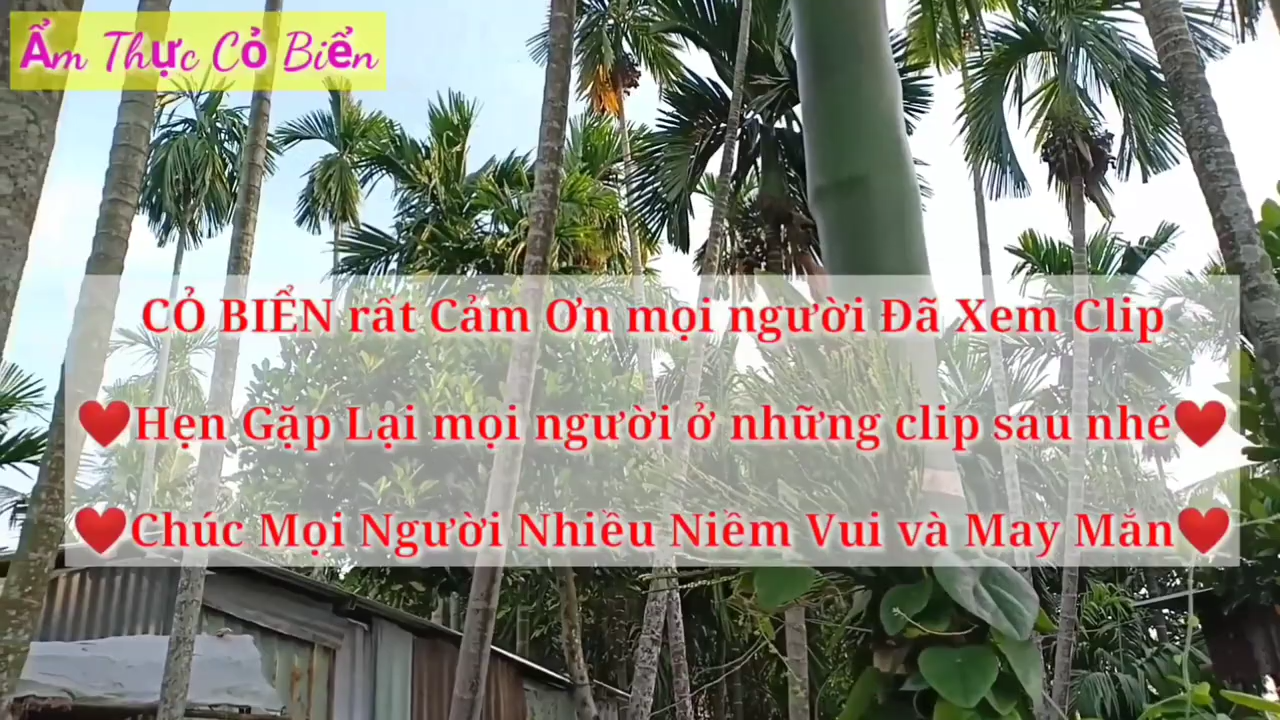 Ẩm Thực Cỏ Biển
CỎ BIỂN rất Cảm Ơn mọi người Đã Xem Clip
❤️Hẹn Gặp Lại mọi người ở những clip sau nhé❤️
❤️Chúc Mọi Người Nhiều Niềm Vui và May Mắn❤️